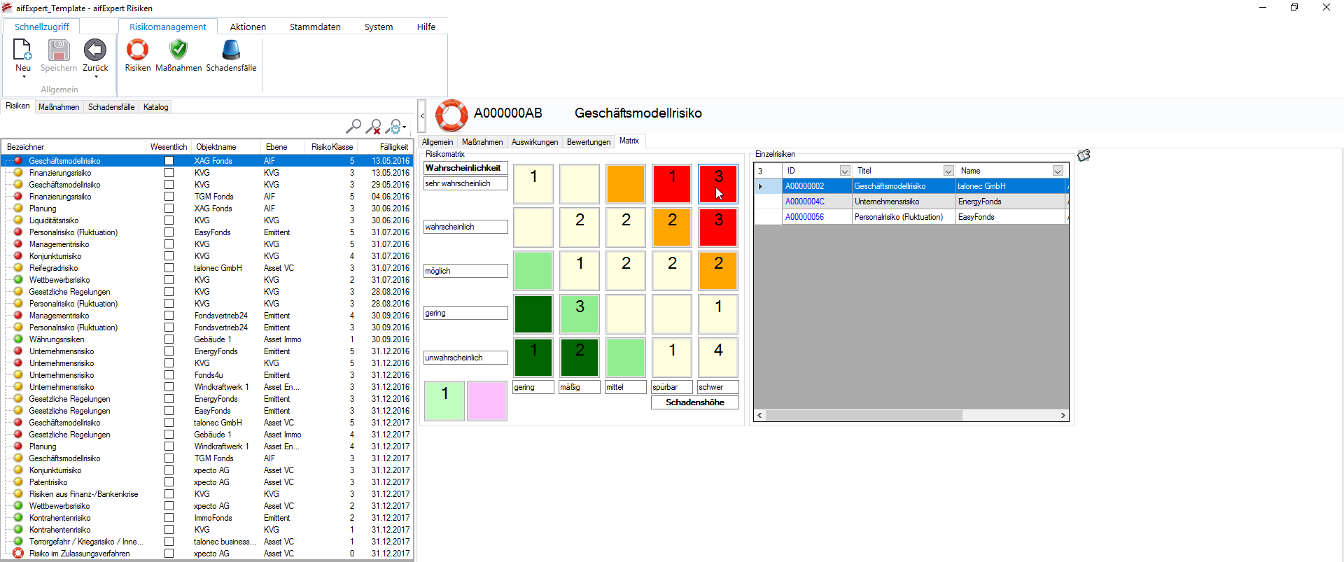 aifExpert_Template - aifExpert Risiken
Schnellzugriff Risikomanagement Aktionen Stammdaten System Hilfe
Neu Speichern Zurück Risiken Maßnahmen Schadensfälle
Allgemein
Risiken Maßnahmen Schadensfälle Katalog
A000000AB Geschäftsmodellrisiko
Allgemein Maßnahmen Auswirkungen Bewertungen Matrix
Bezeichner Wesentlich Objektname Ebene RisikoKlasse Fälligkeit
Geschäftsmodellrisiko XAG Fonds AIF 5 13.05.2016
Finanzierungsrisiko KVG KVG 3 13.05.2016
Geschäftsmodellrisiko KVG KVG 3 29.05.2016
Finanzierungsrisiko TGM Fonds AIF 5 04.06.2016
Planung XAG Fonds AIF 3 30.06.2016
Liquiditätsrisiko KVG KVG 3 30.06.2016
Personalrisiko (Fluktuation) EasyFonds Emittent 5 31.07.2016
Managementrisiko KVG KVG 5 31.07.2016
Konjunkturrisiko KVG KVG 4 31.07.2016
Reifegradrisiko talonec GmbH Asset VC 3 31.07.2016
Wettbewerbsrisiko KVG KVG 2 31.07.2016
Gesetzliche Regelungen KVG KVG 3 28.08.2016
Personalrisiko (Fluktuation) KVG KVG 3 28.08.2016
Managementrisiko Fondsvertrieb24 Emittent 4 30.09.2016
Personalrisiko (Fluktuation) Fondsvertrieb24 Emittent 3 30.09.2016
Währungsrisiken Gebäude 1 Asset Immo 1 30.09.2016
Unternehmensrisiko EnergyFonds Emittent 5 31.12.2016
Unternehmensrisiko KVG KVG 5 31.12.2016
Unternehmensrisiko Fonds4u Emittent 3 31.12.2016
Unternehmensrisiko Windkraftwerk 1 Asset En... 3 31.12.2016
Gesetzliche Regelungen EnergyFonds Emittent 3 31.12.2016
Gesetzliche Regelungen EasyFonds Emittent 3 31.12.2016
Geschäftsmodellrisiko talonec GmbH Asset VC 5 31.12.2017
Gesetzliche Regelungen Gebäude 1 Asset Immo 4 31.12.2017
Planung Windkraftwerk 1 Asset En... 4 31.12.2017
Geschäftsmodellrisiko TGM Fonds AIF 3 31.12.2017
Konjunkturrisiko xpecto AG Asset VC 3 31.12.2017
Patentrisiko xpecto AG Asset VC 3 31.12.2017
Risiken aus Finanz-/Bankenkrise KVG KVG 3 31.12.2017
Wettbewerbsrisiko xpecto AG Asset VC 2 31.12.2017
Kontrahentenrisiko ImmoFonds Emittent 2 31.12.2017
Kontrahentenrisiko KVG KVG 1 31.12.2017
Terrorgefahr / Kriegsrisiko / Inne... talonec business... Asset VC 1 31.12.2017
Risiko im Zulassungsverfahren xpecto AG Asset VC 0 31.12.2017
Risikomatrix
Wahrscheinlichkeit
sehr wahrscheinlich 1 1 3
wahrscheinlich 2 2 2 3
möglich 1 2 2 2
gering 3 1
unwahrscheinlich 1 2 1 4
1 gering mäßig mittel spürbar schwer
Schadenshöhe
Einzelrisiken
3 ID Titel Name
A00000002 Geschäftsmodellrisiko talonec GmbH
A0000004C Unternehmensrisiko EnergyFonds
A00000056 Personalrisiko (Fluktuation) EasyFonds